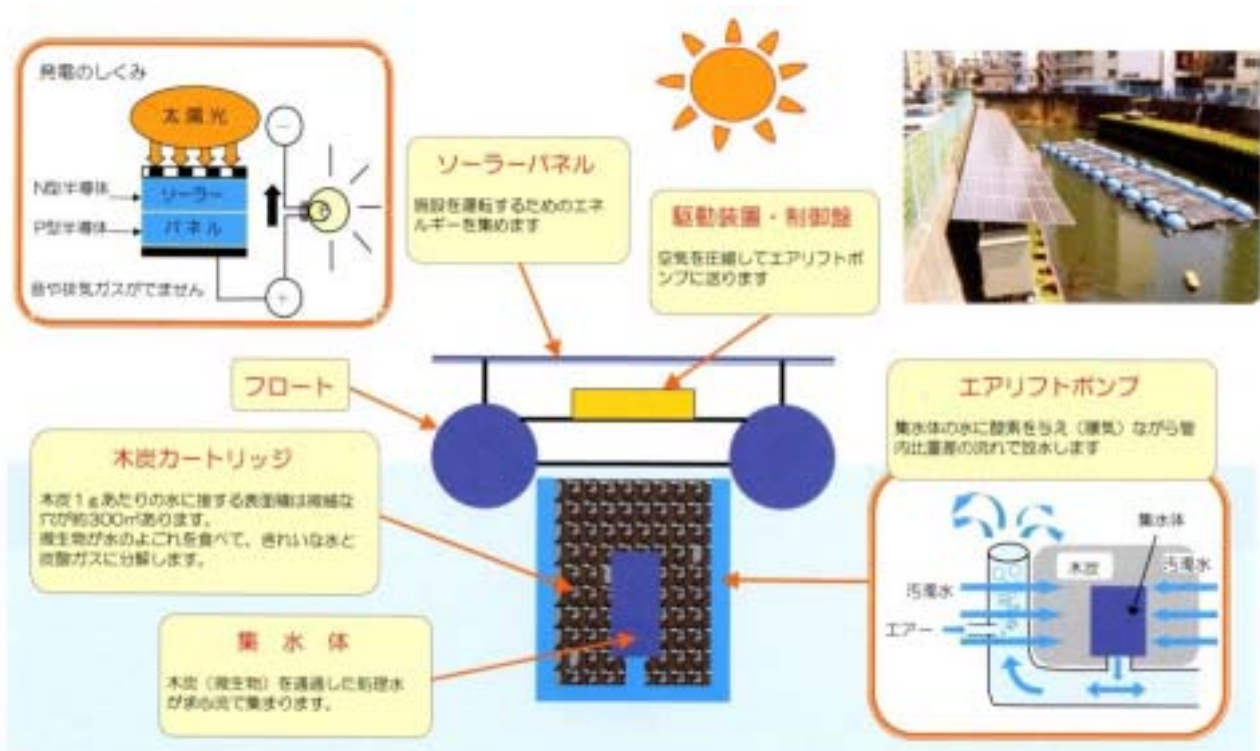 発電のしくみ
太陽光
N型半導体
ソーラー
P型半導体
パネル
−
+
音や排気ガスがでません
ソーラーパネル
施設を運転するためのエネ
ルギーを集めます
駆動装置・制御盤
空気を圧縮してエアリフトポ
ンプに送ります
フロート
木炭カートリッジ
木炭1gあたりの水に接する表面積は微細な
穴が約300㎡あります。
微生物が水のよごれを食べて、きれいな水と
炭酸ガスに分解します。
集水体
木炭（微生物）を通過した処理水
が求心流で集まります。
エアリフトポンプ
集水体の水に酸素を与え（曝気）ながら管
内比重差の流れで放水します
集水体
木炭
汚濁水
汚濁水
エアー